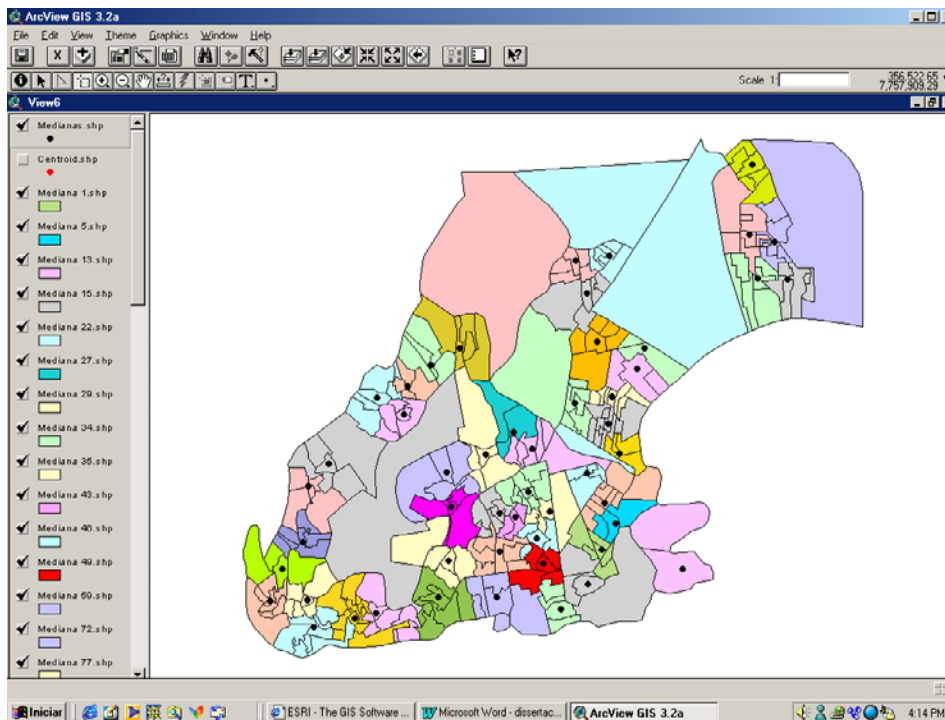 ArcView GIS 3.2a
File Edit View Theme Graphics Window Help
Scale 1:
356,522.65
7,757,909.29
View6
Medianas.shp
Centroid.shp
Mediana 1.shp
Mediana 5.shp
Mediana 13.shp
Mediana 15.shp
Mediana 22.shp
Mediana 27.shp
Mediana 29.shp
Mediana 34.shp
Mediana 35.shp
Mediana 43.shp
Mediana 46.shp
Mediana 49.shp
Mediana 69.shp
Mediana 72.shp
Mediana 77.shp
Iniciar
ESRI - The GIS Software ...
Microsoft Word - dissertac...
ArcView GIS 3.2a
4:14 PM